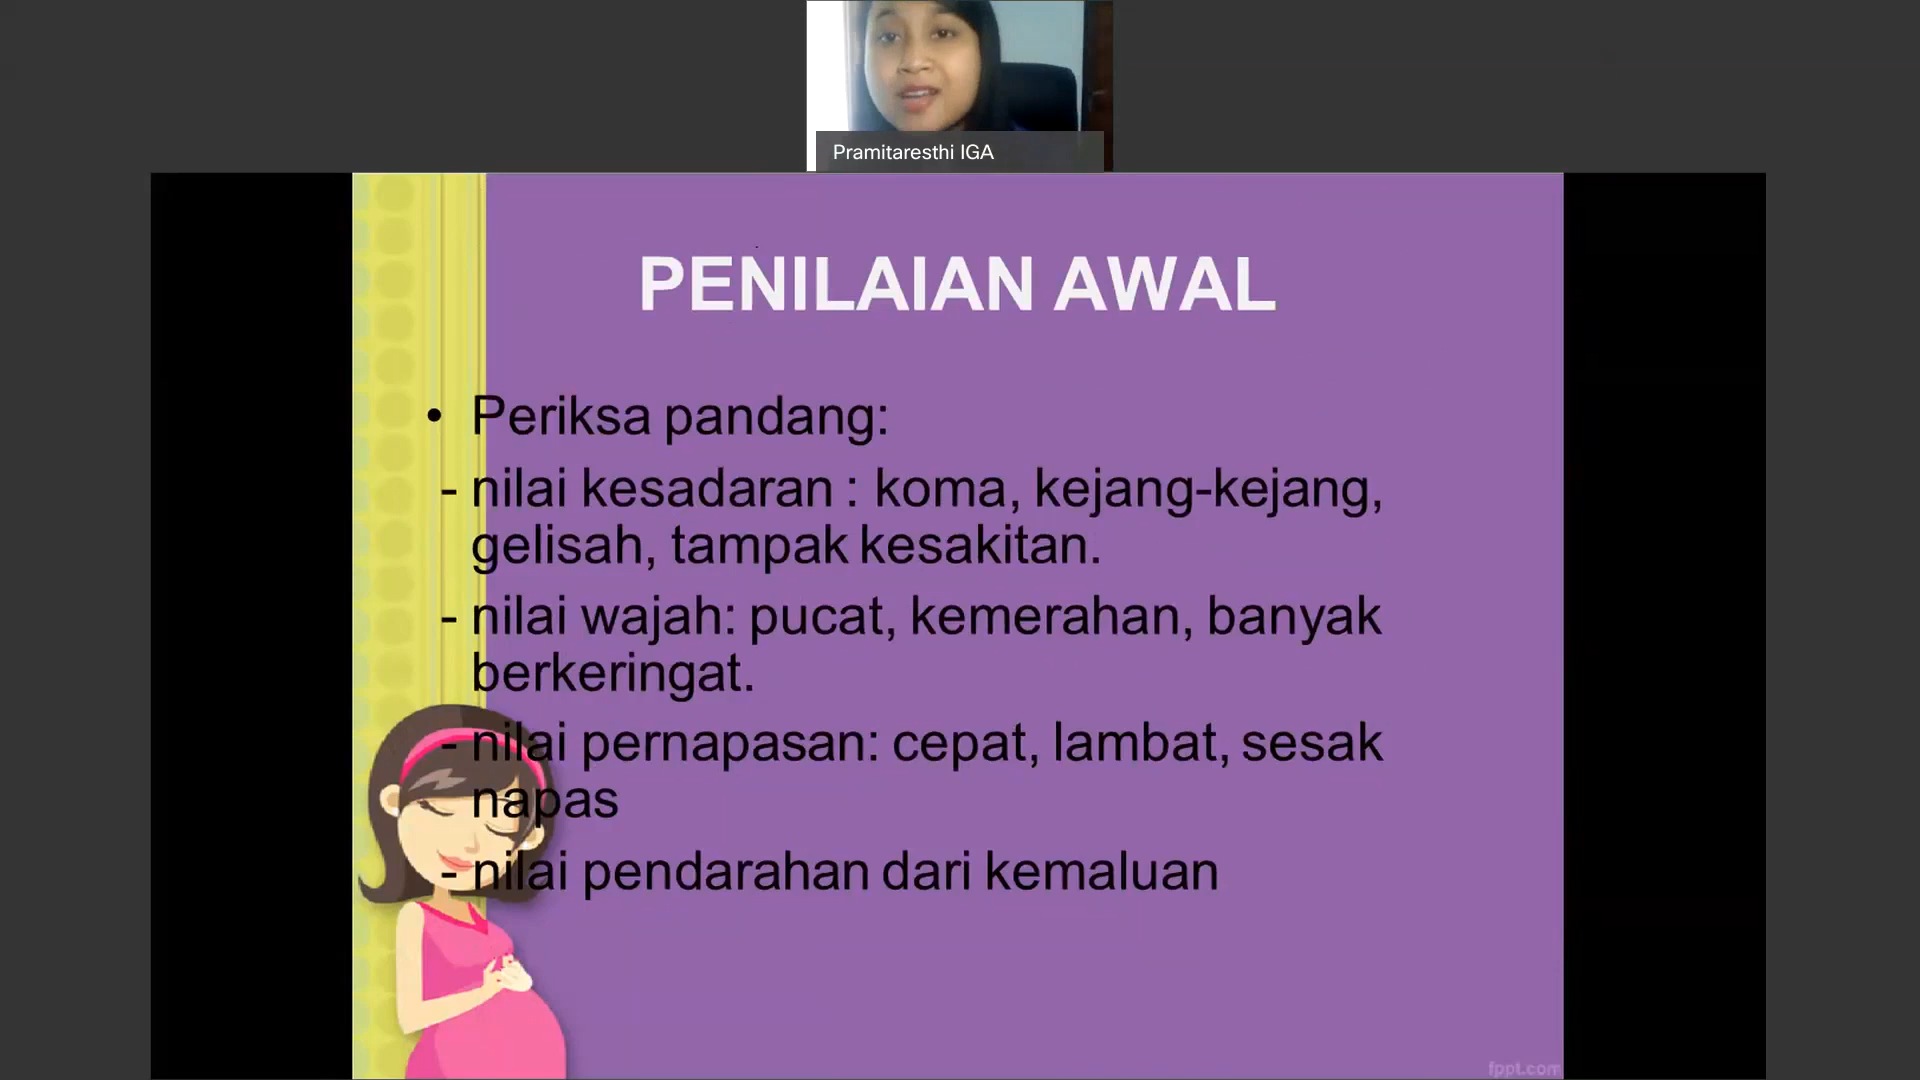 Pramitaresthi IGA
PENILAIAN AWAL
• Periksa pandang:
- nilai kesadaran : koma, kejang-kejang,
gelisah, tampak kesakitan.
- nilai wajah: pucat, kemerahan, banyak
berkeringat.
- nilai pernapasan: cepat, lambat, sesak
napas
- nilai pendarahan dari kemaluan
fppt.com